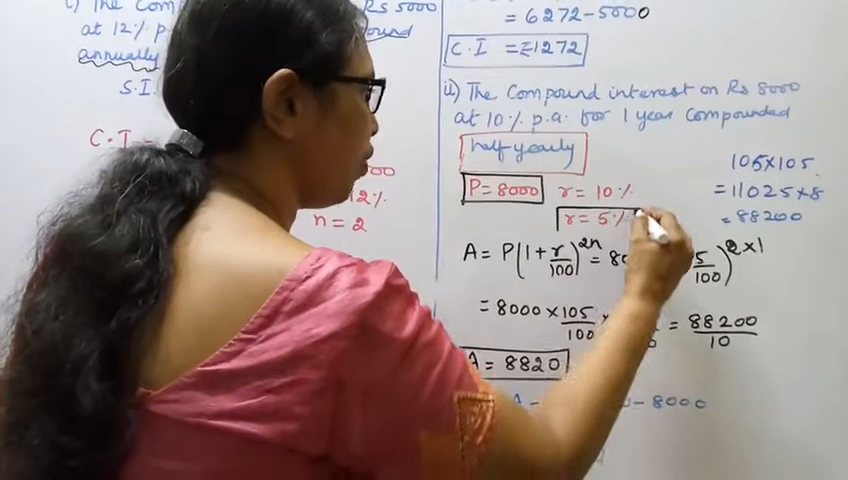 i) The Com
Rs 5000
at 12% p
ound
annually
S.I.
C.I
00
12%
n = 2
= 6272-5000
C.I = ₹1272
ii) The Compound interest on Rs 8000
at 10% p.a. for 1 year Compounded
half-yearly
P = 8000 r = 10%
r = 5%
105×105
= 11025×8
= 88200
A = P(1 + r/100)^2n = 80 5/100)^2×1
= 8000 × 105/100 × = 88200/10
A = 8820
A - 8000